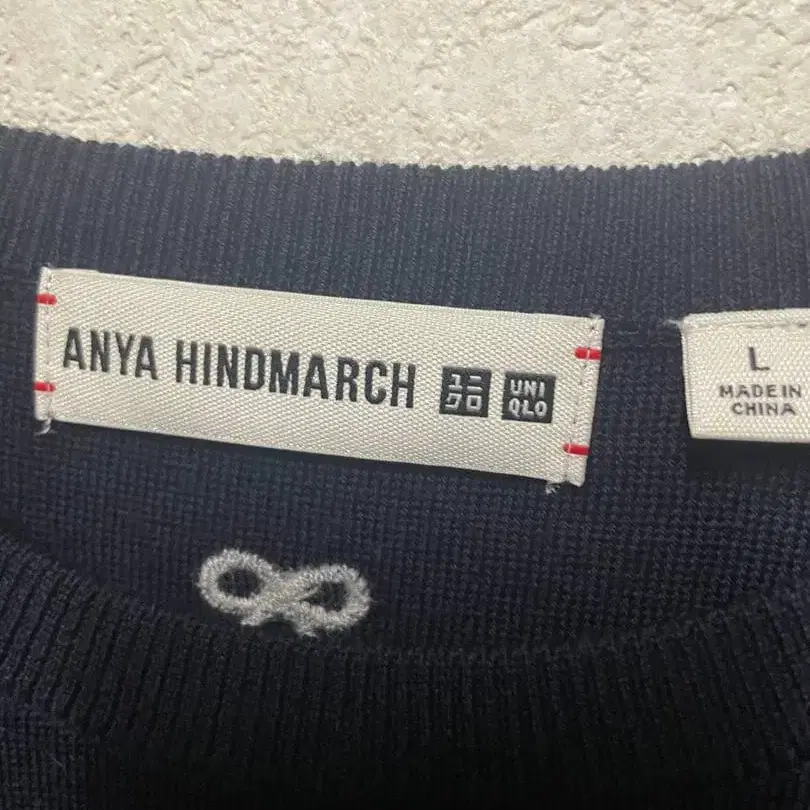 ANYA HINDMARCH
ユニ
クロ
UNI
QLO
L
MADE IN
CHINA